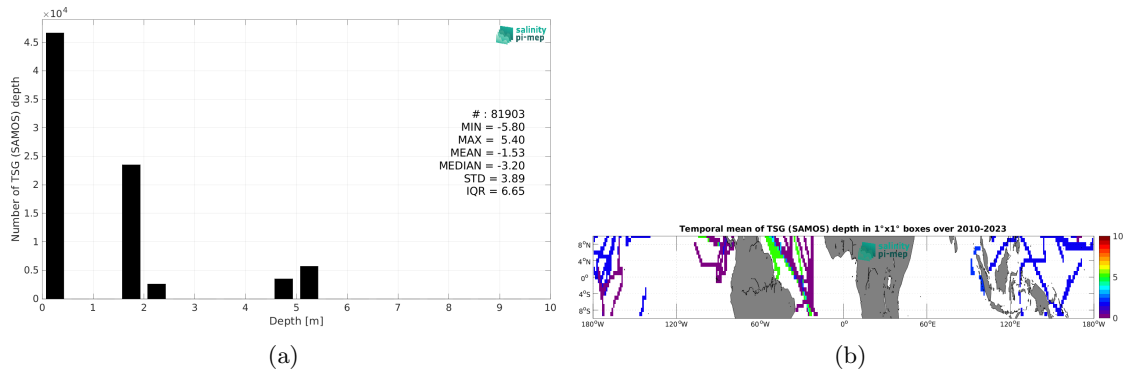 ×10⁴
4.5
4
3.5
3
2.5
2
1.5
1
0.5
0
Number of TSG (SAMOS) depth
0 1 2 3 4 5 6 7 8 9 10
Depth [m]
salinity
pi-mep
# : 81903
MIN = -5.80
MAX = 5.40
MEAN = -1.53
MEDIAN = -3.20
STD = 3.89
IQR = 6.65
(a)
Temporal mean of TSG (SAMOS) depth in 1°x1° boxes over 2010-2023
8°N
4°N
0°
4°S
8°S
180°W 120°W 60°W 0° 60°E 120°E 180°W
salinity
pi-mep
10
5
0
(b)